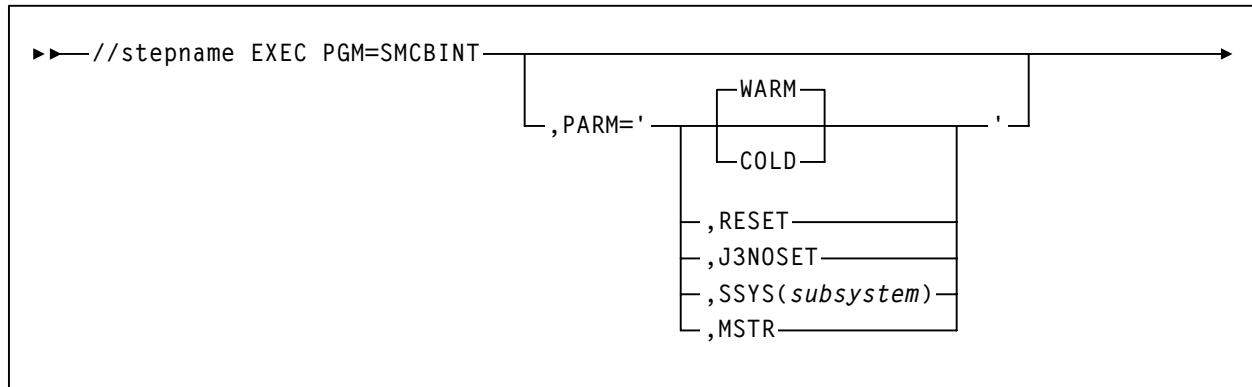 //stepname EXEC PGM=SMCBINT
WARM
,PARM=' '
COLD
,RESET
,J3NOSET
,SSYS(subsystem)
,MSTR